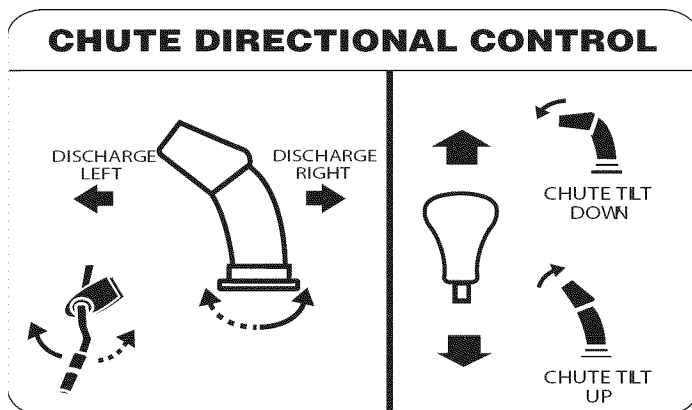 CHUTE DIRECTIONAL CONTROL
DISCHARGE
LEFT
DISCHARGE
RIGHT
CHUTE TILT
DOWN
CHUTE TILT
UP